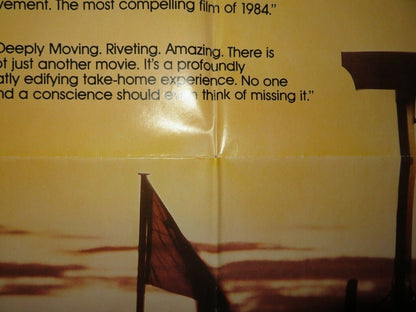 vement. The most compelling film of 1984."
Deeply Moving. Riveting. Amazing. There is
ot just another movie. It's a profoundly
atly edifying take-home experience. No one
nd a conscience should even think of missing it."